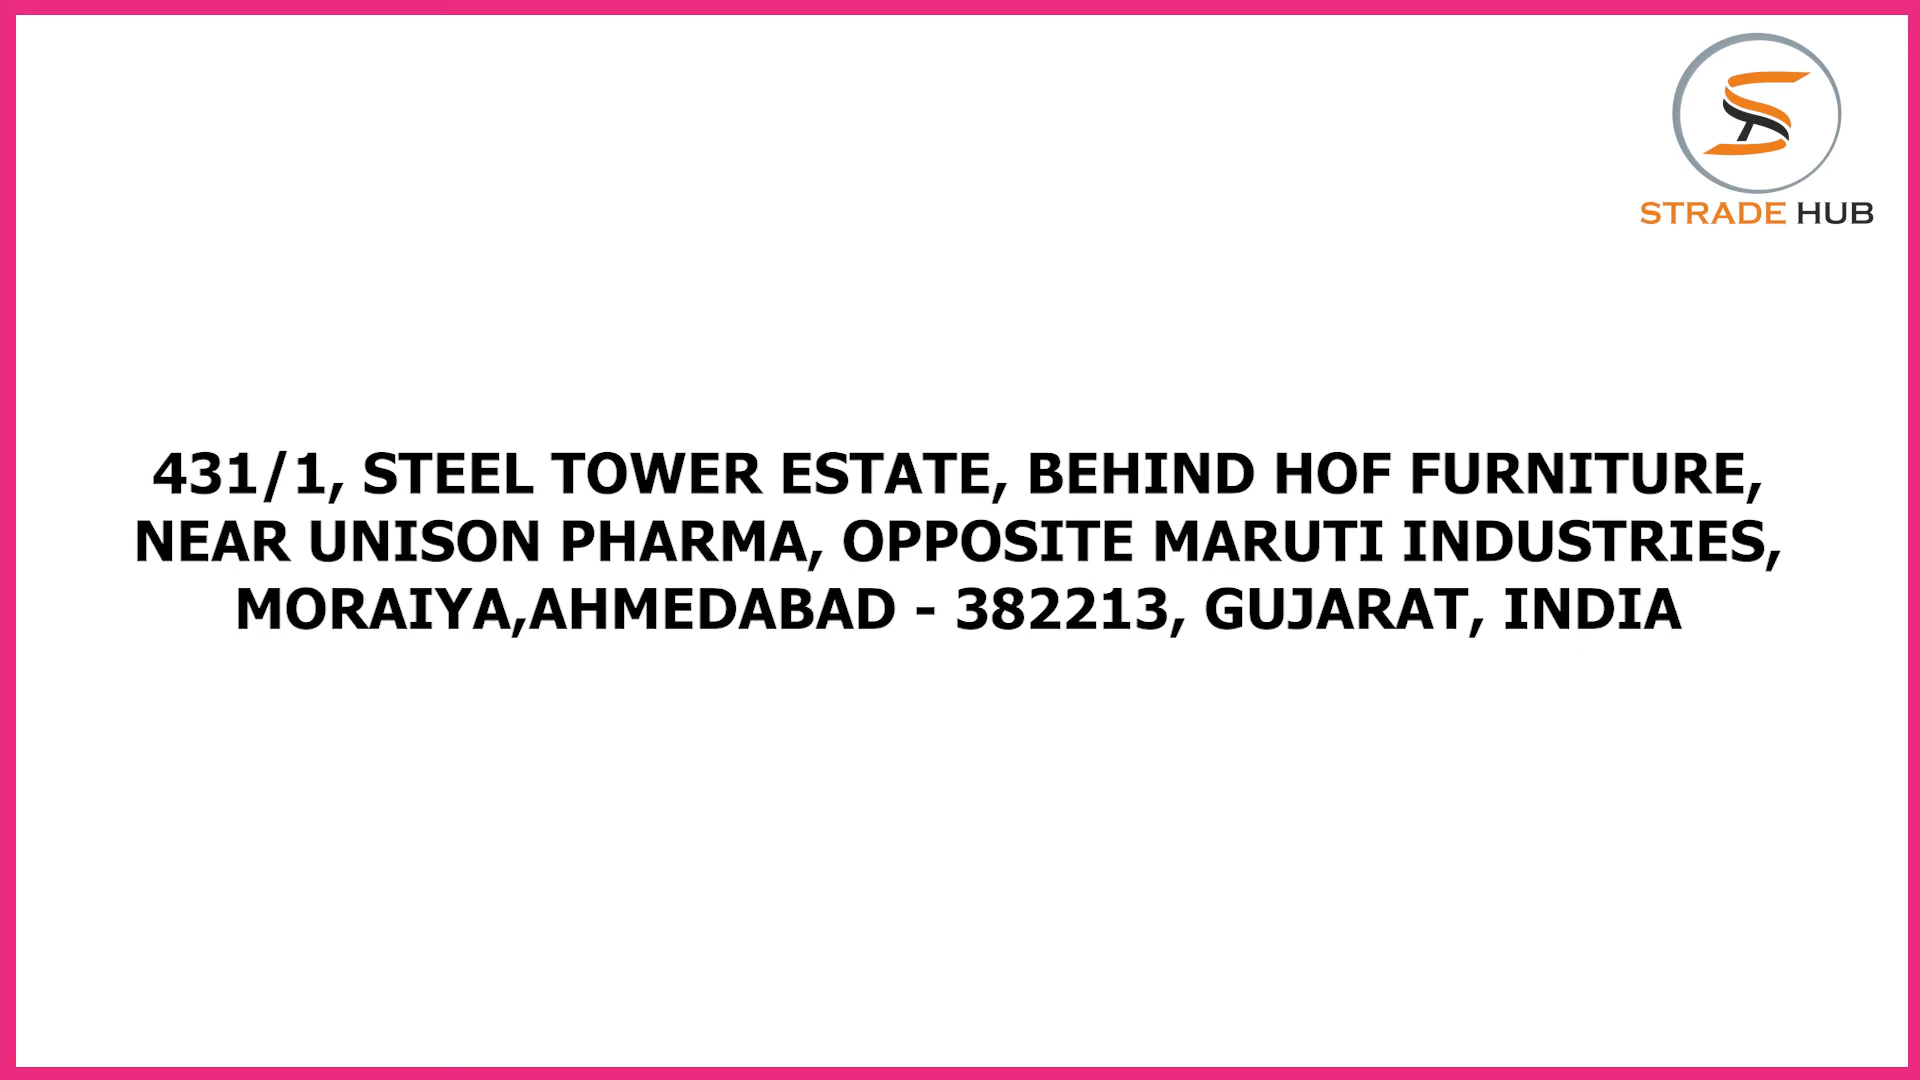 STRADE HUB
431/1, STEEL TOWER ESTATE, BEHIND HOF FURNITURE,
NEAR UNISON PHARMA, OPPOSITE MARUTI INDUSTRIES,
MORAIYA,AHMEDABAD - 382213, GUJARAT, INDIA